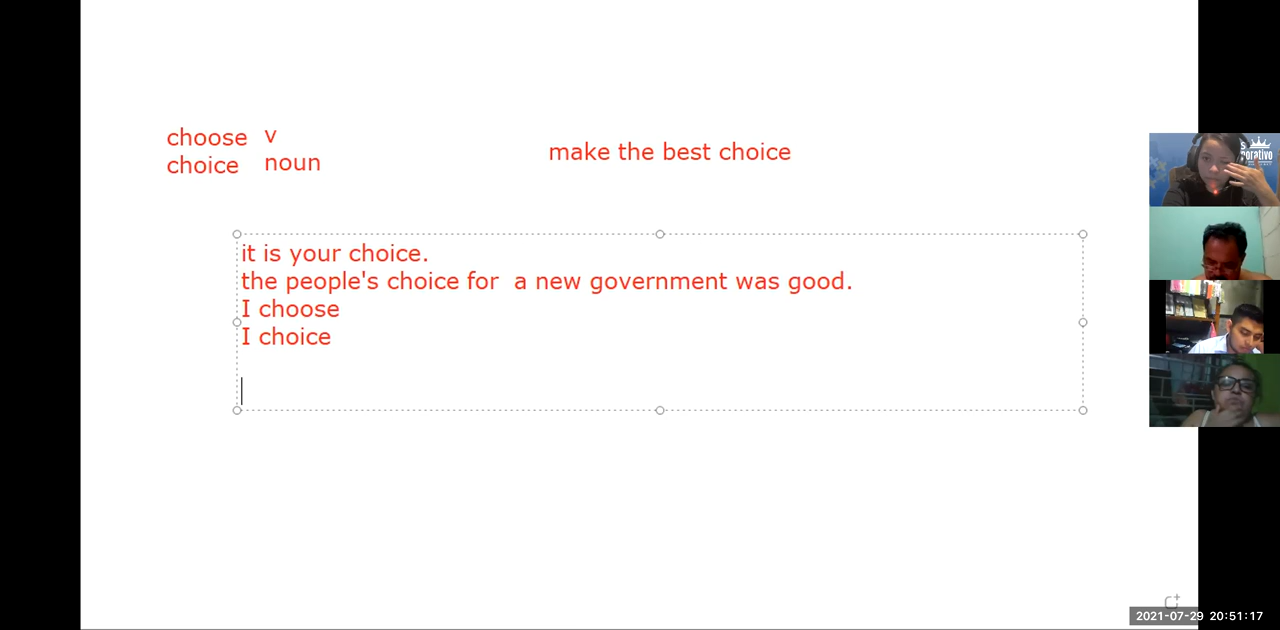 choose v
choice noun
make the best choice
it is your choice.
the people's choice for  a new government was good.
I choose
I choice
S
porativo
2021-07-29 20:51:17